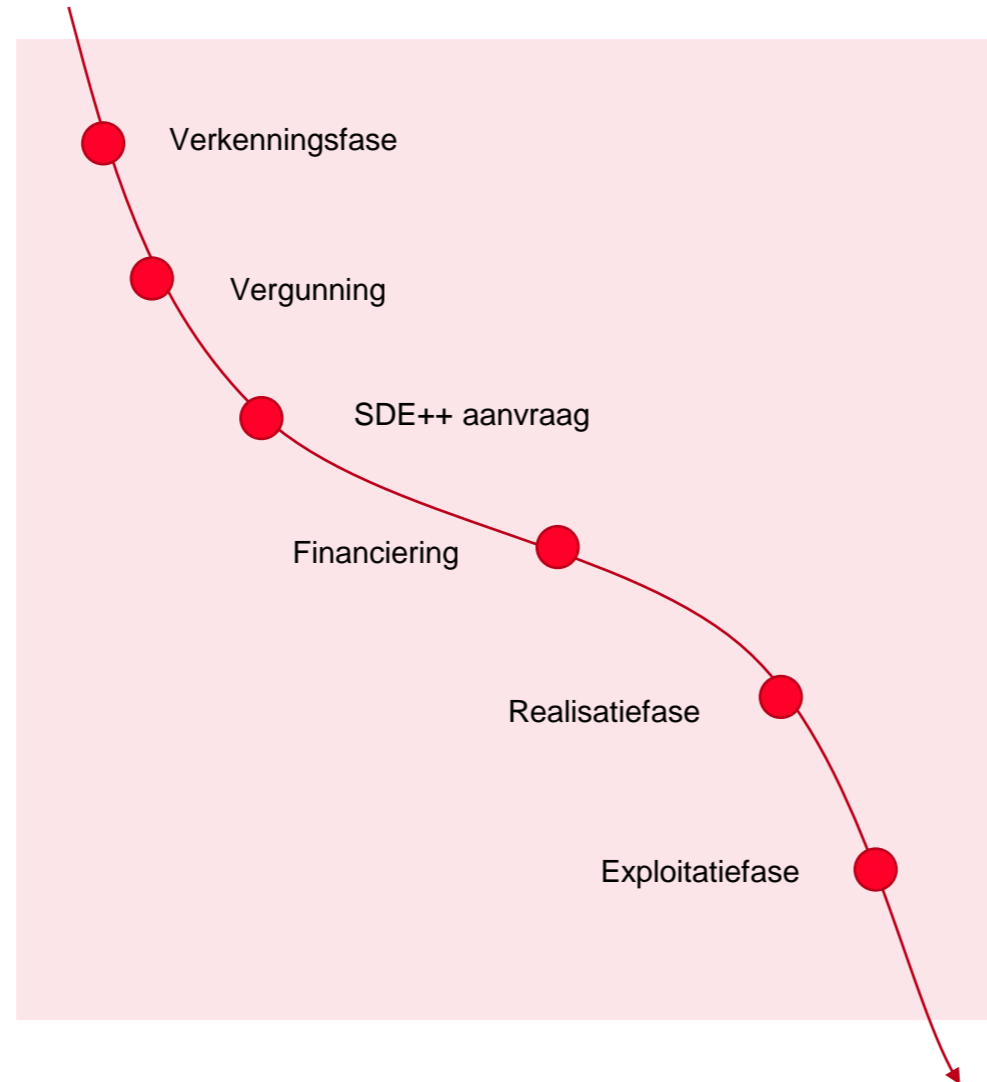 Verkenningsfase
Vergunning
SDE++ aanvraag
Financiering
Realisatiefase
Exploitatiefase